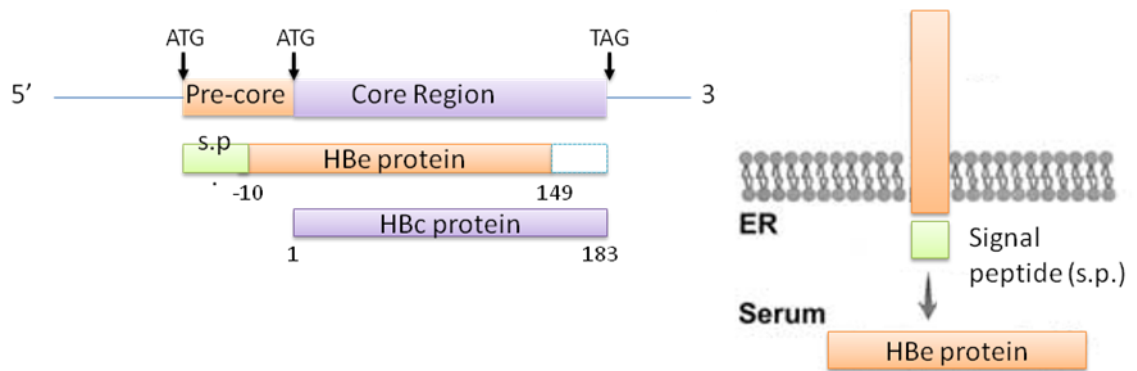 ATG ATG TAG
5’ Pre-core Core Region 3
s.p
.
HBe protein
-10 149
HBc protein
1 183
ER
Signal
peptide (s.p.)
Serum
HBe protein